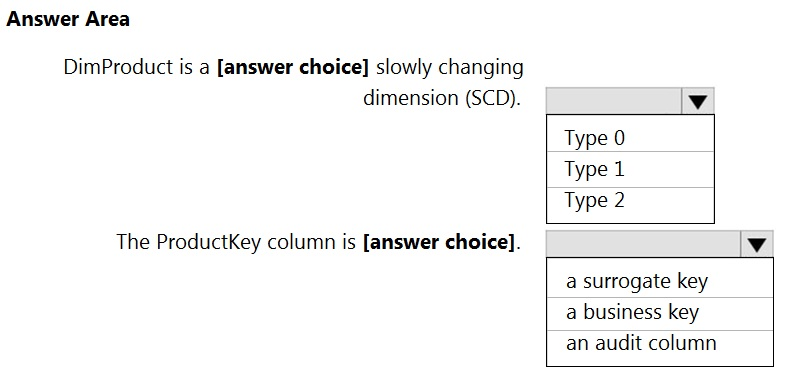 Answer Area
DimProduct is a [answer choice] slowly changing
dimension (SCD).
Type 0
Type 1
Type 2
The ProductKey column is [answer choice].
a surrogate key
a business key
an audit column